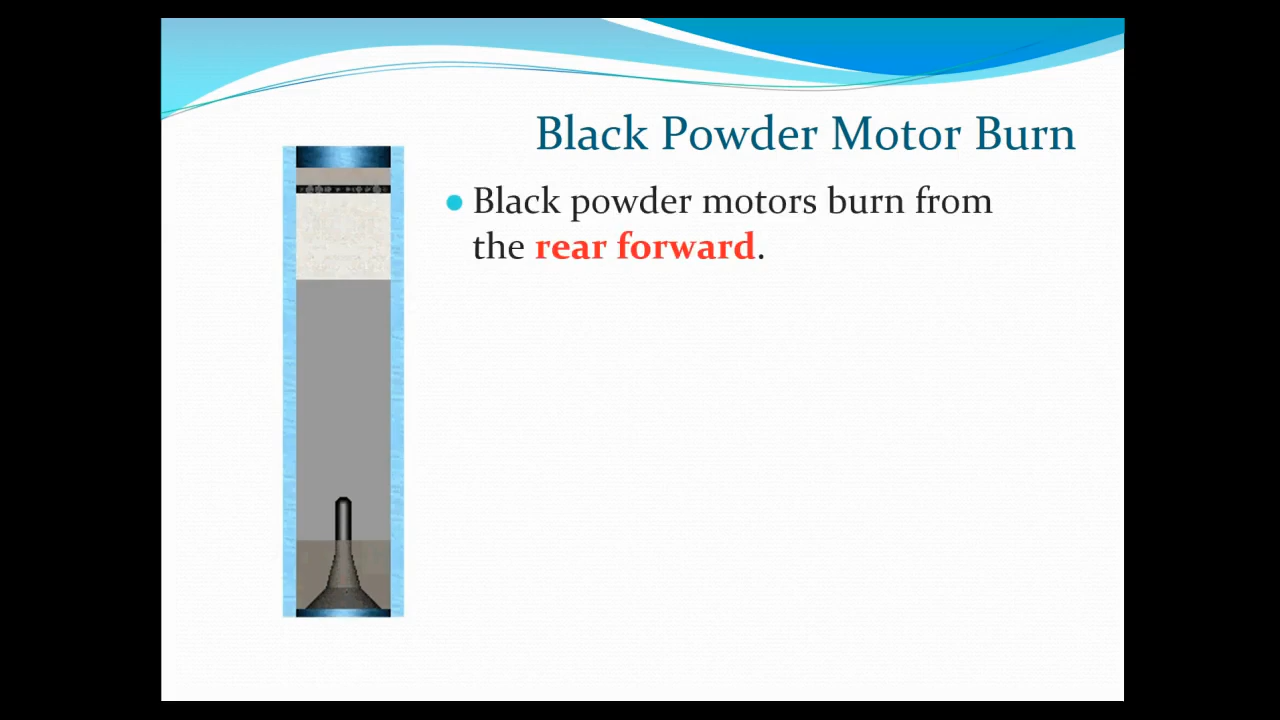 Black Powder Motor Burn
Black powder motors burn from
the rear forward.